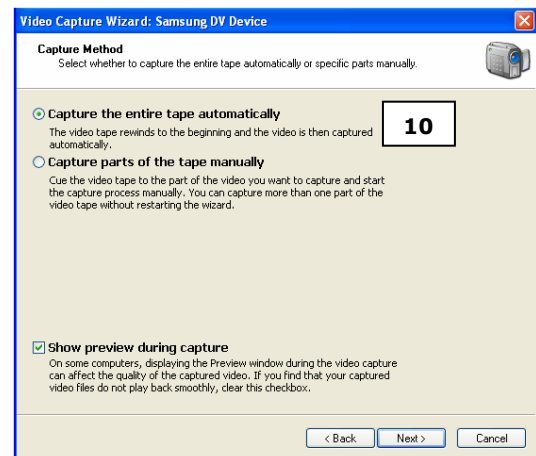 Video Capture Wizard: Samsung DV Device
Capture Method
Select whether to capture the entire tape automatically or specific parts manually.
Capture the entire tape automatically
The video tape rewinds to the beginning and the video is then captured
automatically.
10
Capture parts of the tape manually
Cue the video tape to the part of the video you want to capture and start
the capture process manually. You can capture more than one part of the
video tape without restarting the wizard.
Show preview during capture
On some computers, displaying the Preview window during the video capture
can affect the quality of the captured video. If you find that your captured
video files do not play back smoothly, clear this checkbox.
< Back Next > Cancel